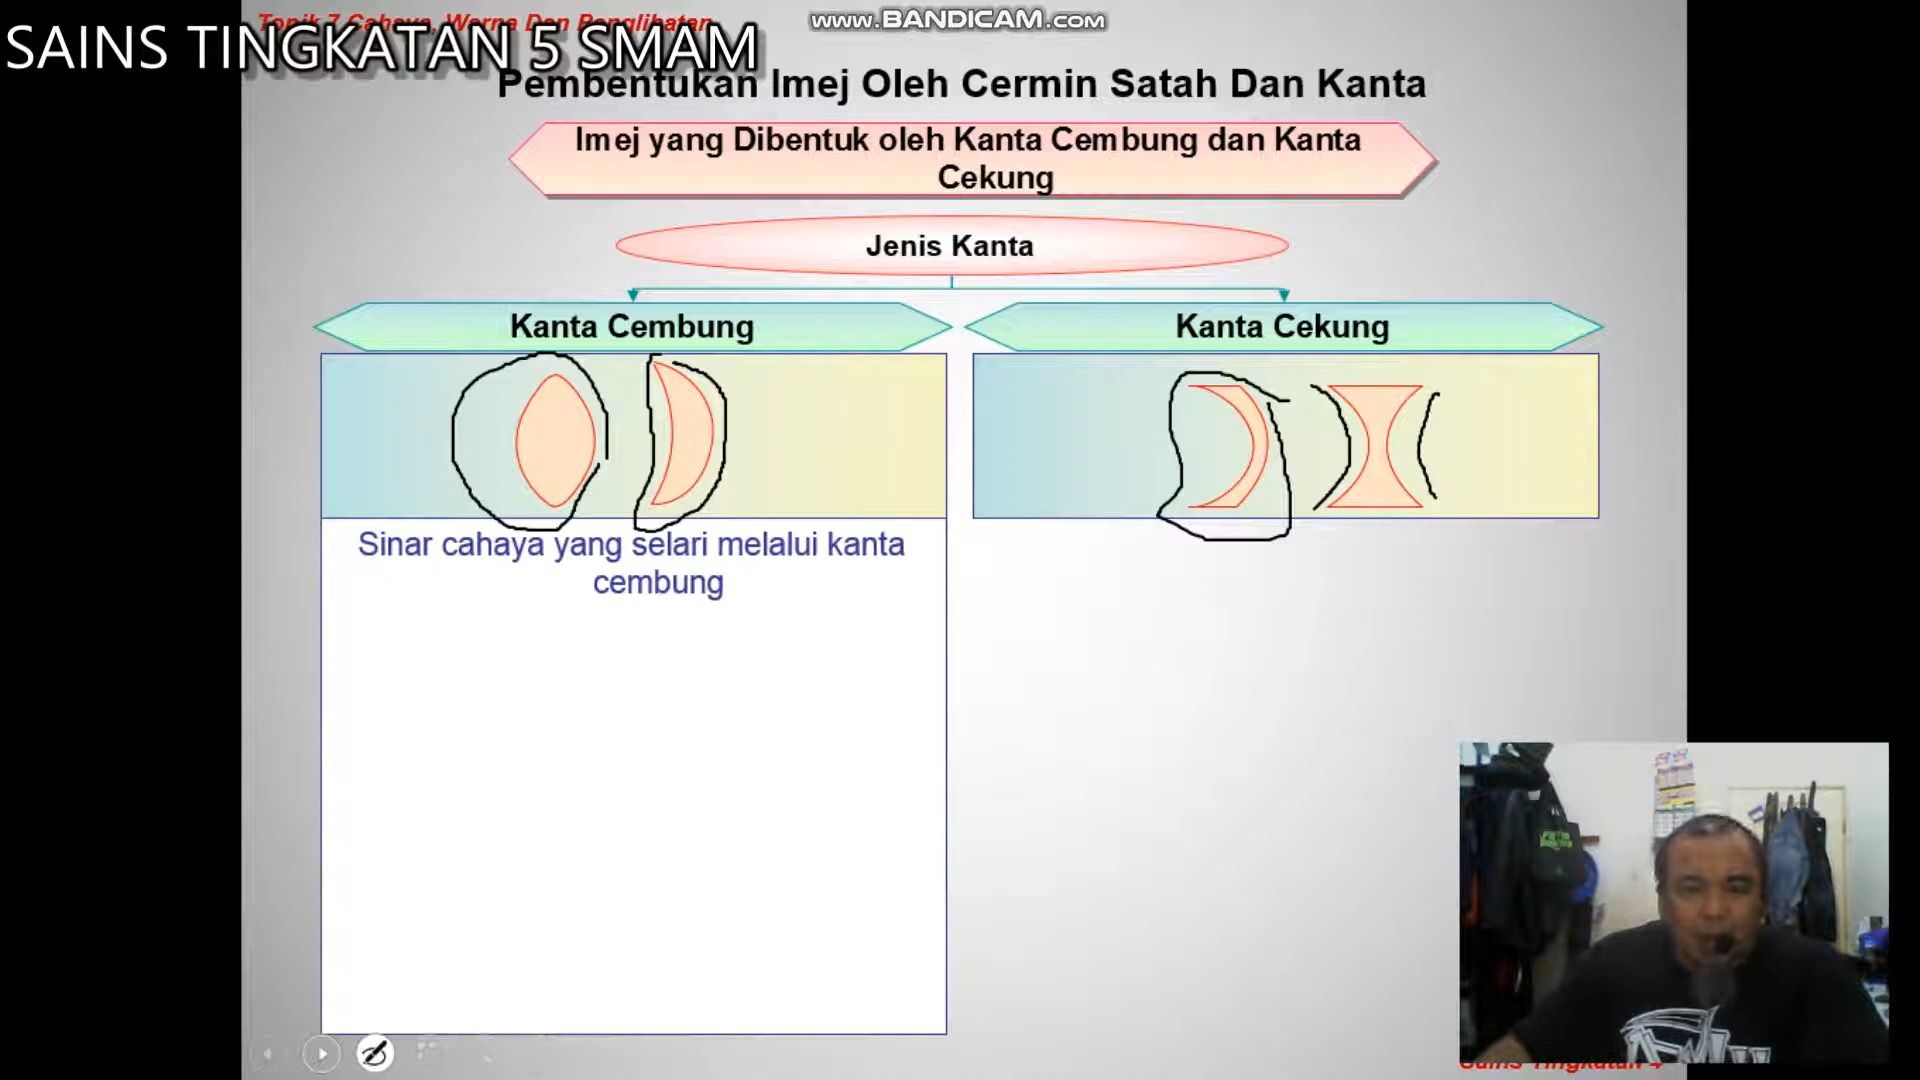 www.BANDICAM.com
Topik 7 Cahaya, Warna Dan Penglihatan
SAINS TINGKATAN 5 SMAM
Pembentukan Imej Oleh Cermin Satah Dan Kanta
Imej yang Dibentuk oleh Kanta Cembung dan Kanta
Cekung
Jenis Kanta
Kanta Cembung
Kanta Cekung
Sinar cahaya yang selari melalui kanta
cembung
Sains Tingkatan